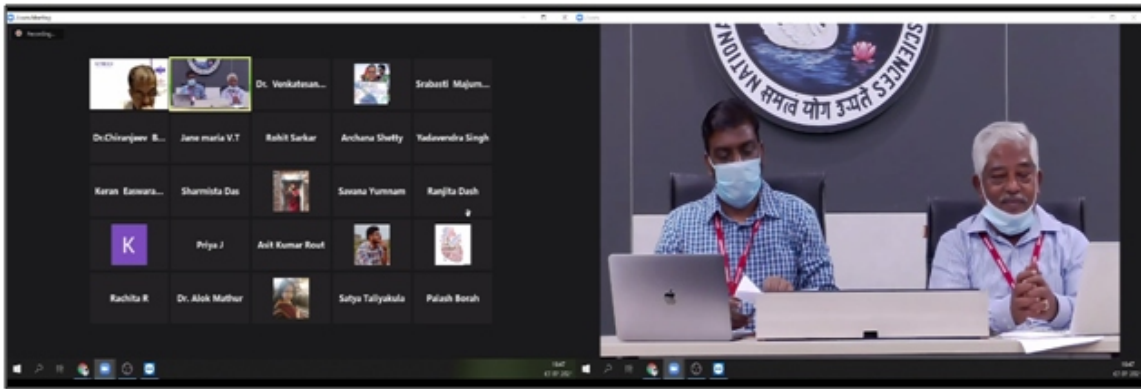 Recording...
Dr. Venkatesan...
Srabasti Majum...
Dr.Chiranjeev B...
Jane maria V.T
Rohit Sarkar
Archana Shetty
Yadavendra Singh
Keran Easwara...
Sharmista Das
Savana Yumnam
Ranjita Dash
K
Priya J
Asit Kumar Rout
Rachita R
Dr. Alok Mathur
Satya Taliyakula
Palash Borah
SCIENCES NATIONAL
समत्वं योग उच्यते